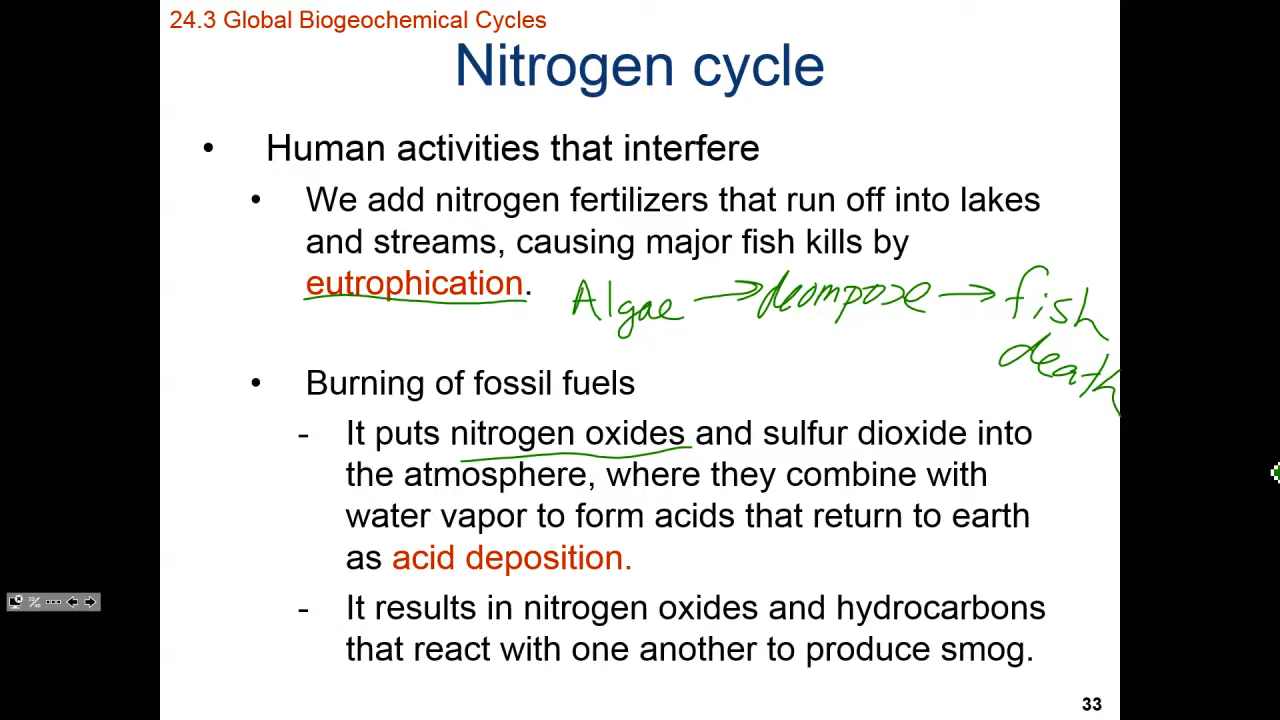 24.3 Global Biogeochemical Cycles
Nitrogen cycle
• Human activities that interfere
• We add nitrogen fertilizers that run off into lakes
and streams, causing major fish kills by
eutrophication.
Algae → deompose → fish
death
• Burning of fossil fuels
- It puts nitrogen oxides and sulfur dioxide into
the atmosphere, where they combine with
water vapor to form acids that return to earth
as acid deposition.
- It results in nitrogen oxides and hydrocarbons
that react with one another to produce smog.
33